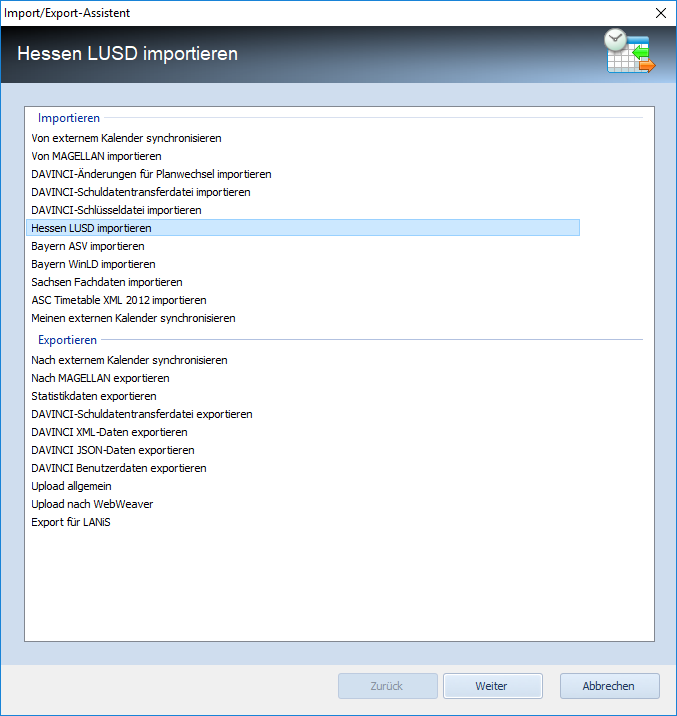 Import/Export-Assistent
Hessen LUSD importieren
Importieren
Von externem Kalender synchronisieren
Von MAGELLAN importieren
DAVINCI-Änderungen für Planwechsel importieren
DAVINCI-Schuldatentransferdatei importieren
DAVINCI-Schlüsseldatei importieren
Hessen LUSD importieren
Bayern ASV importieren
Bayern WinLD importieren
Sachsen Fachdaten importieren
ASC Timetable XML 2012 importieren
Meinen externen Kalender synchronisieren
Exportieren
Nach externem Kalender synchronisieren
Nach MAGELLAN exportieren
Statistikdaten exportieren
DAVINCI-Schuldatentransferdatei exportieren
DAVINCI XML-Daten exportieren
DAVINCI JSON-Daten exportieren
DAVINCI Benutzerdaten exportieren
Upload allgemein
Upload nach WebWeaver
Export für LANiS
Zurück Weiter Abbrechen